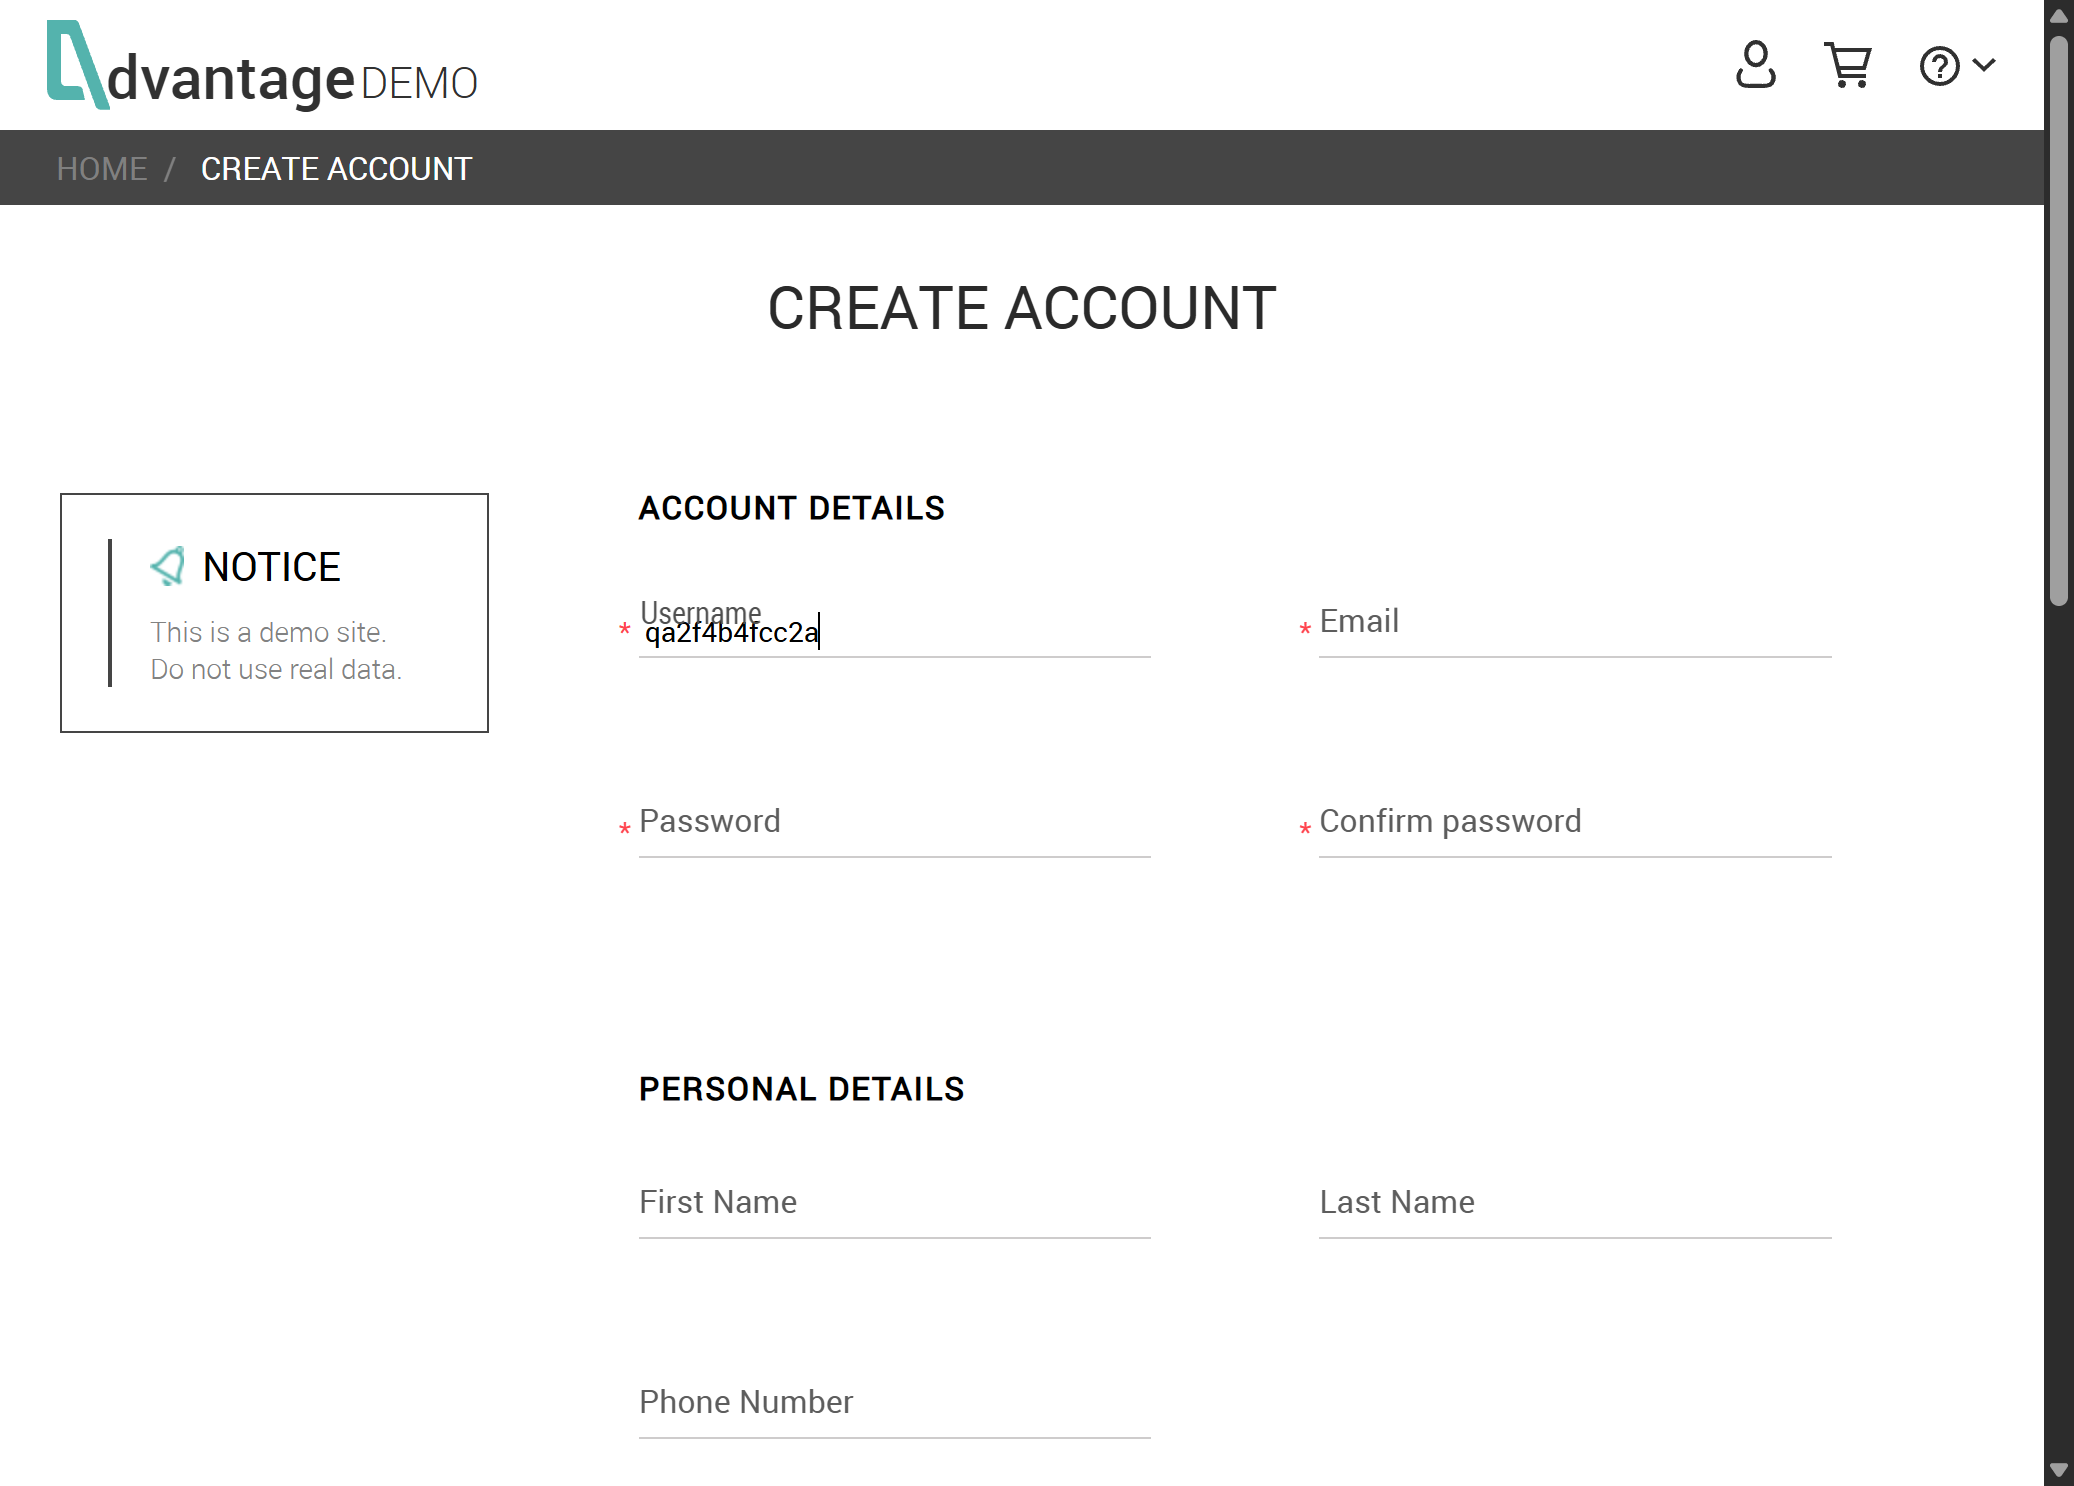 dvantage DEMO
HOME / CREATE ACCOUNT
CREATE ACCOUNT
NOTICE
This is a demo site.
Do not use real data.
ACCOUNT DETAILS
Username
* qa2f4b4fcc2a
* Email
* Password
* Confirm password
PERSONAL DETAILS
First Name
Last Name
Phone Number